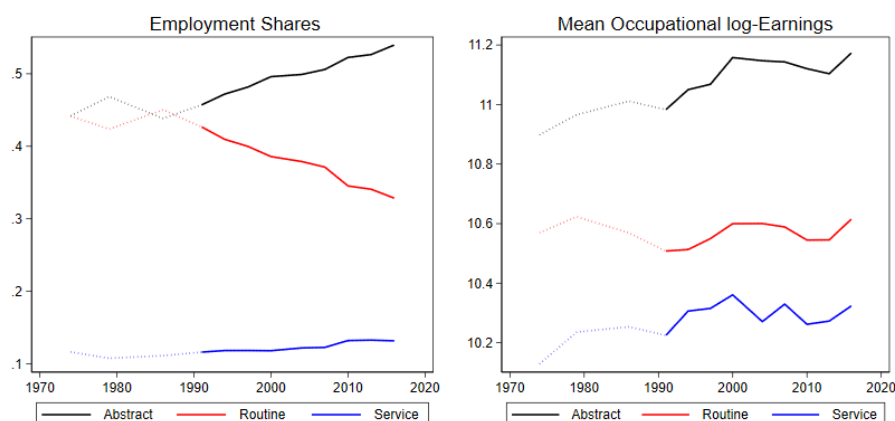 Employment Shares
.5
.4
.3
.2
.1
1970 1980 1990 2000 2010 2020
Abstract Routine Service
Mean Occupational log-Earnings
11.2
11
10.8
10.6
10.4
10.2
1970 1980 1990 2000 2010 2020
Abstract Routine Service